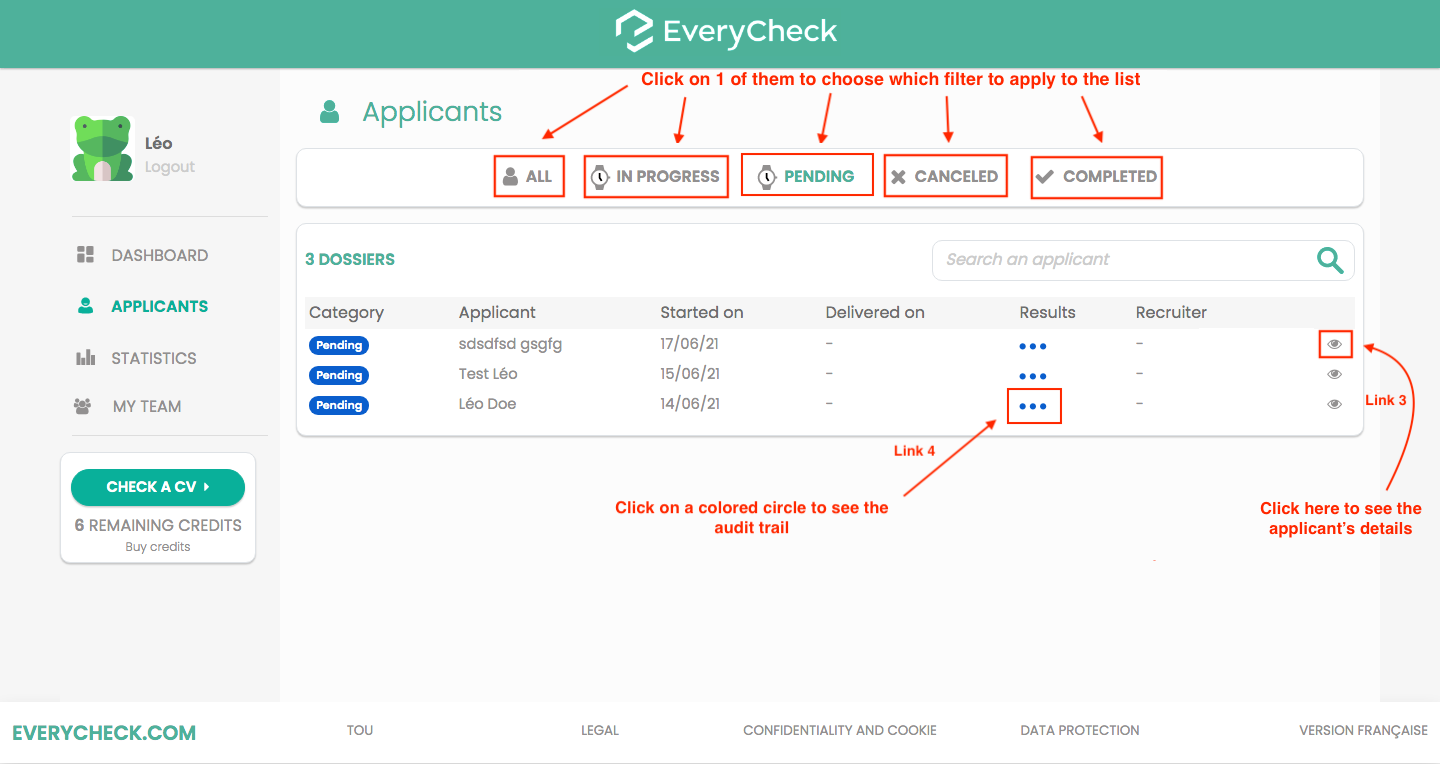 EveryCheck
Click on 1 of them to choose which filter to apply to the list
Applicants
Léo
Logout
ALL
IN PROGRESS
PENDING
CANCELED
COMPLETED
DASHBOARD
APPLICANTS
STATISTICS
MY TEAM
CHECK A CV
6 REMAINING CREDITS
Buy credits
3 DOSSIERS
Search an applicant
Category Applicant Started on Delivered on Results Recruiter
Pending sdsdfsd gsgfg 17/06/21 - -
Pending Test Léo 15/06/21 - -
Pending Léo Doe 14/06/21 - -
Link 3
Link 4
Click on a colored circle to see the
audit trail
Click here to see the
applicant's details
EVERYCHECK.COM
TOU
LEGAL
CONFIDENTIALITY AND COOKIE
DATA PROTECTION
VERSION FRANÇAISE